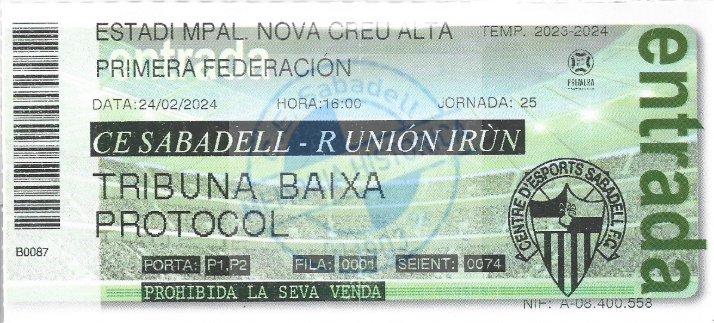 ESTADI MPAL. NOVA CREU ALTA
TEMP. 2023-2024
entrada
PRIMERA FEDERACIÓN
PRIMERA
DATA:24/02/2024 HORA:16:00 JORNADA: 25
CE SABADELL - R UNIÓN IRÙN
TRIBUNA BAIXA
PROTOCOL
CENTRE D'ESPORTS SABADELL F.C.
entrada
B0087
PORTA: P1,P2 FILA: 0001 SEIENT: 0074
PROHIBIDA LA SEVA VENDA
NIF: A-08.400.558